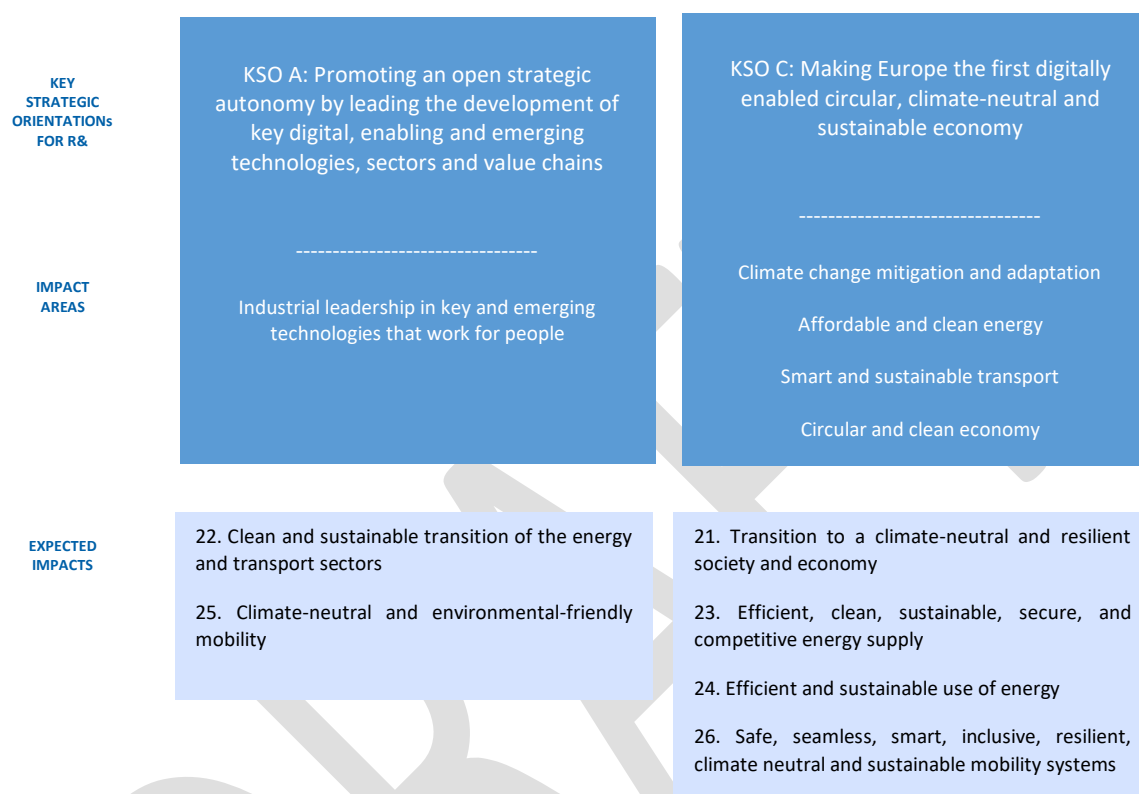 KEY
STRATEGIC
ORIENTATIONs
FOR R&
KSO A: Promoting an open strategic
autonomy by leading the development of
key digital, enabling and emerging
technologies, sectors and value chains
---------------------------------
Industrial leadership in key and emerging
technologies that work for people
KSO C: Making Europe the first digitally
enabled circular, climate-neutral and
sustainable economy
---------------------------------
Climate change mitigation and adaptation
Affordable and clean energy
Smart and sustainable transport
Circular and clean economy
IMPACT
AREAS
EXPECTED
IMPACTS
22. Clean and sustainable transition of the energy
and transport sectors
25. Climate-neutral and environmental-friendly
mobility
21. Transition to a climate-neutral and resilient
society and economy
23. Efficient, clean, sustainable, secure, and
competitive energy supply
24. Efficient and sustainable use of energy
26. Safe, seamless, smart, inclusive, resilient,
climate neutral and sustainable mobility systems